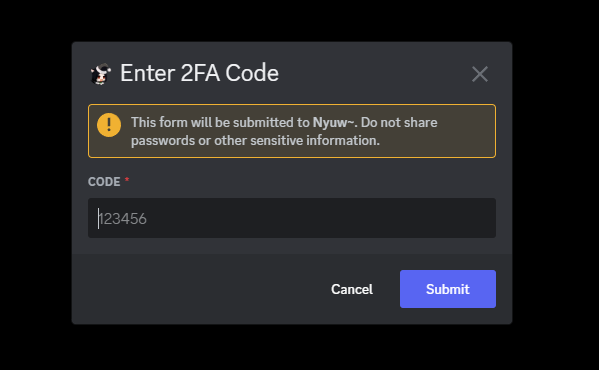 Enter 2FA Code
This form will be submitted to Nyuw~. Do not share
passwords or other sensitive information.
CODE *
123456
Cancel
Submit